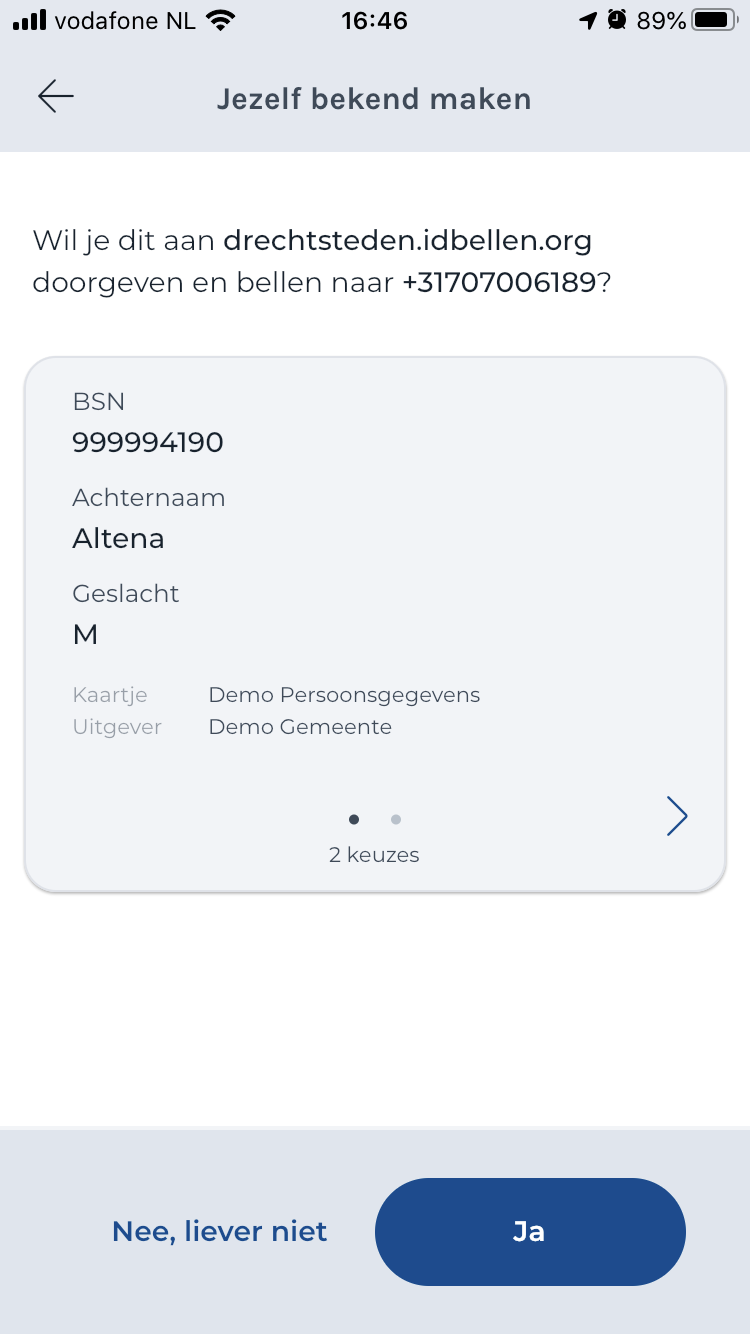 vodafone NL 16:46 89%
Jezelf bekend maken
Wil je dit aan drechtsteden.idbellen.org
doorgeven en bellen naar +31707006189?
BSN
999994190
Achternaam
Altena
Geslacht
M
Kaartje Demo Persoonsgegevens
Uitgever Demo Gemeente
2 keuzes
Nee, liever niet Ja